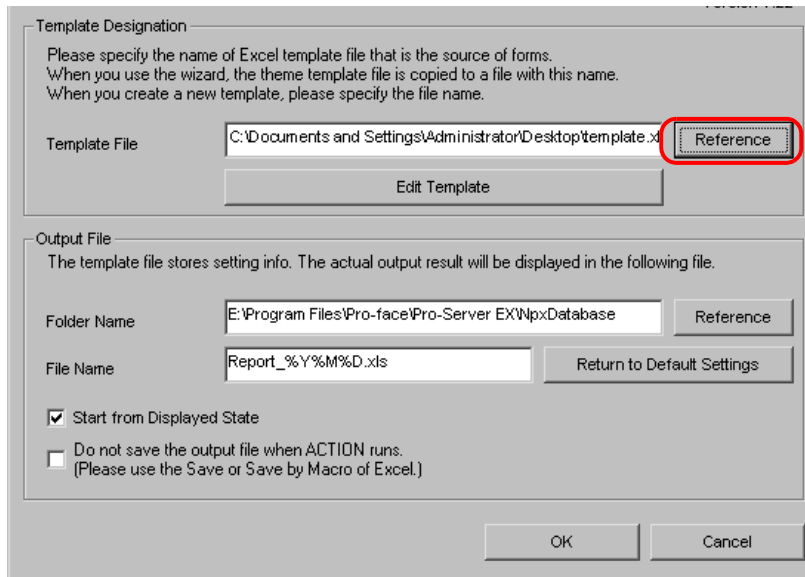 Template Designation
Please specify the name of Excel template file that is the source of forms.
When you use the wizard, the theme template file is copied to a file with this name.
When you create a new template, please specify the file name.
Template File
C:\Documents and Settings\Administrator\Desktop\template.xl
Reference
Edit Template
Output File
The template file stores setting info. The actual output result will be displayed in the following file.
Folder Name
E:\Program Files\Pro-face\Pro-Server EX\NpxDatabase
Reference
File Name
Report_%Y%M%D.xls
Return to Default Settings
Start from Displayed State
Do not save the output file when ACTION runs.
(Please use the Save or Save by Macro of Excel.)
OK
Cancel